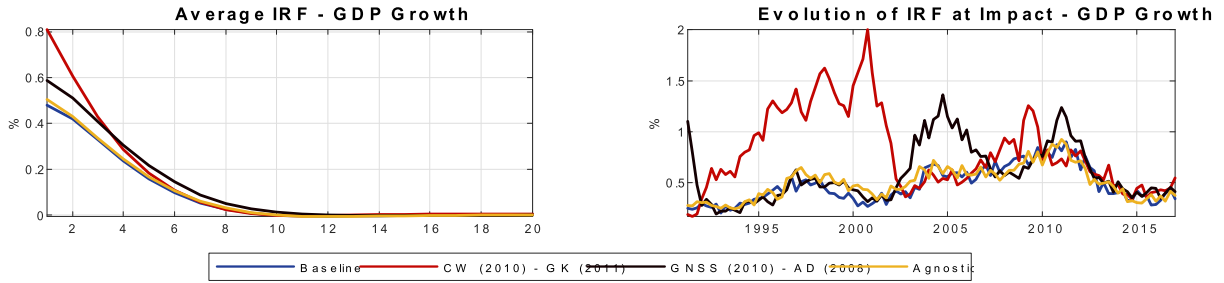 Average IRF - GDP Growth
Evolution of IRF at Impact - GDP Growth
%
0.8
0.6
0.4
0.2
0
2 4 6 8 10 12 14 16 18 20
%
2
1.5
1
0.5
1995 2000 2005 2010 2015
Baseline CW (2010) - GK (2011) GNSS (2010) - AD (2008) Agnostic